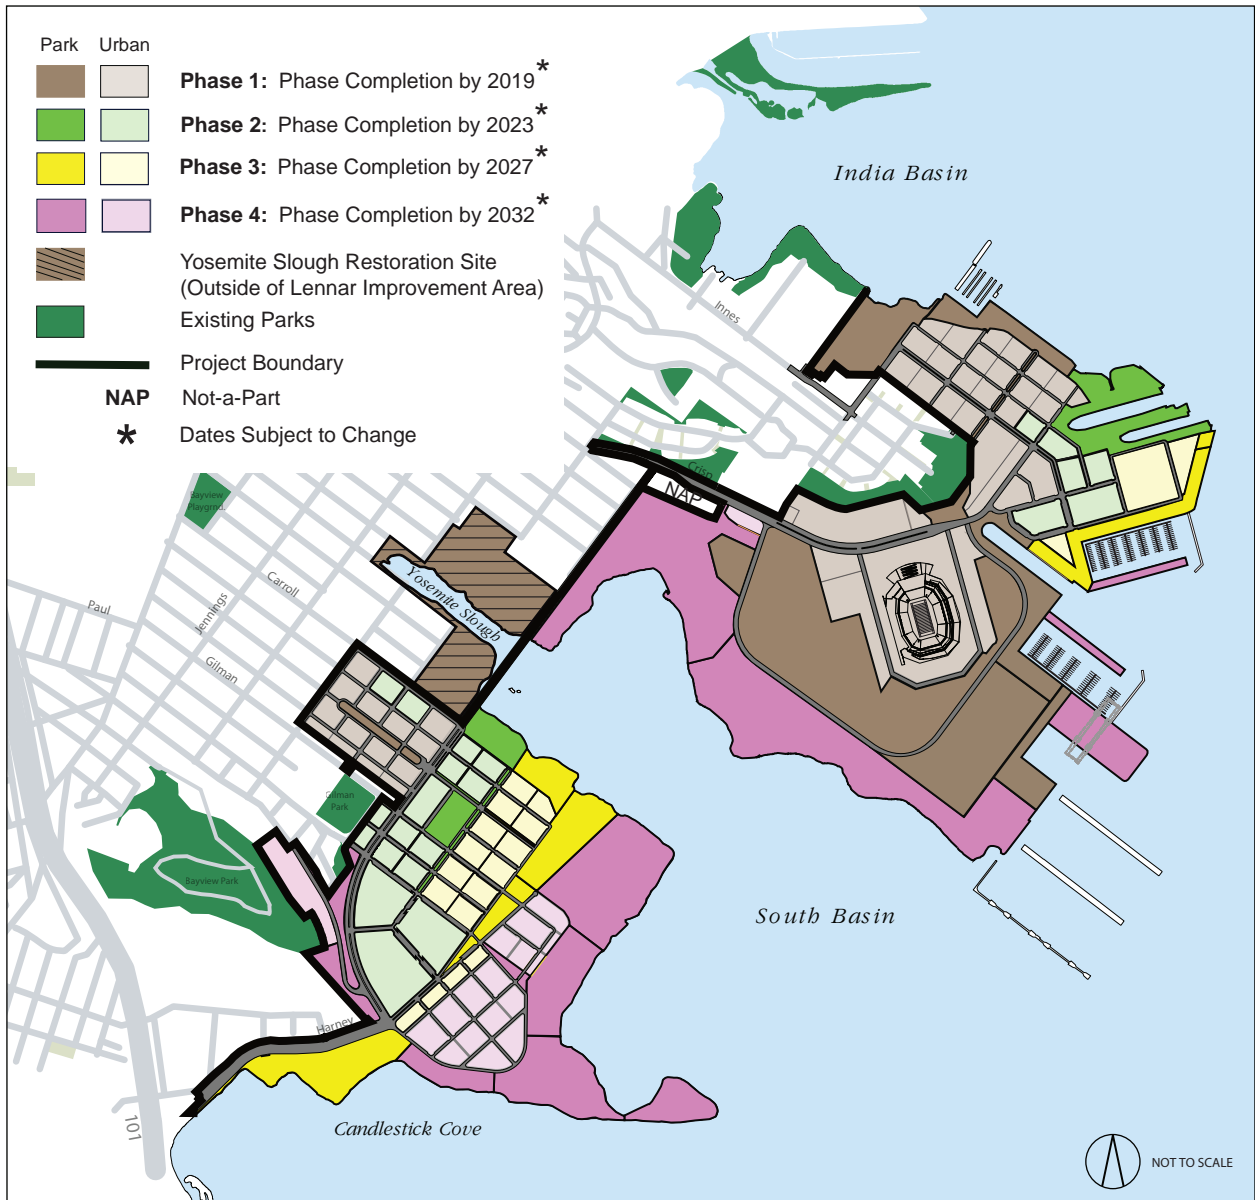 Park Urban
Phase 1: Phase Completion by 2019*
Phase 2: Phase Completion by 2023*
Phase 3: Phase Completion by 2027*
Phase 4: Phase Completion by 2032*
Yosemite Slough Restoration Site
(Outside of Lennar Improvement Area)
Existing Parks
Project Boundary
NAP Not-a-Part
* Dates Subject to Change
India Basin
Innes
Crisp
NAP
Bayview
Playgrnd.
Carroll
Yosemite Slough
Paul
Jennings
Gilman
Gilman
Park
Bayview Park
South Basin
Harney
101
Candlestick Cove
NOT TO SCALE